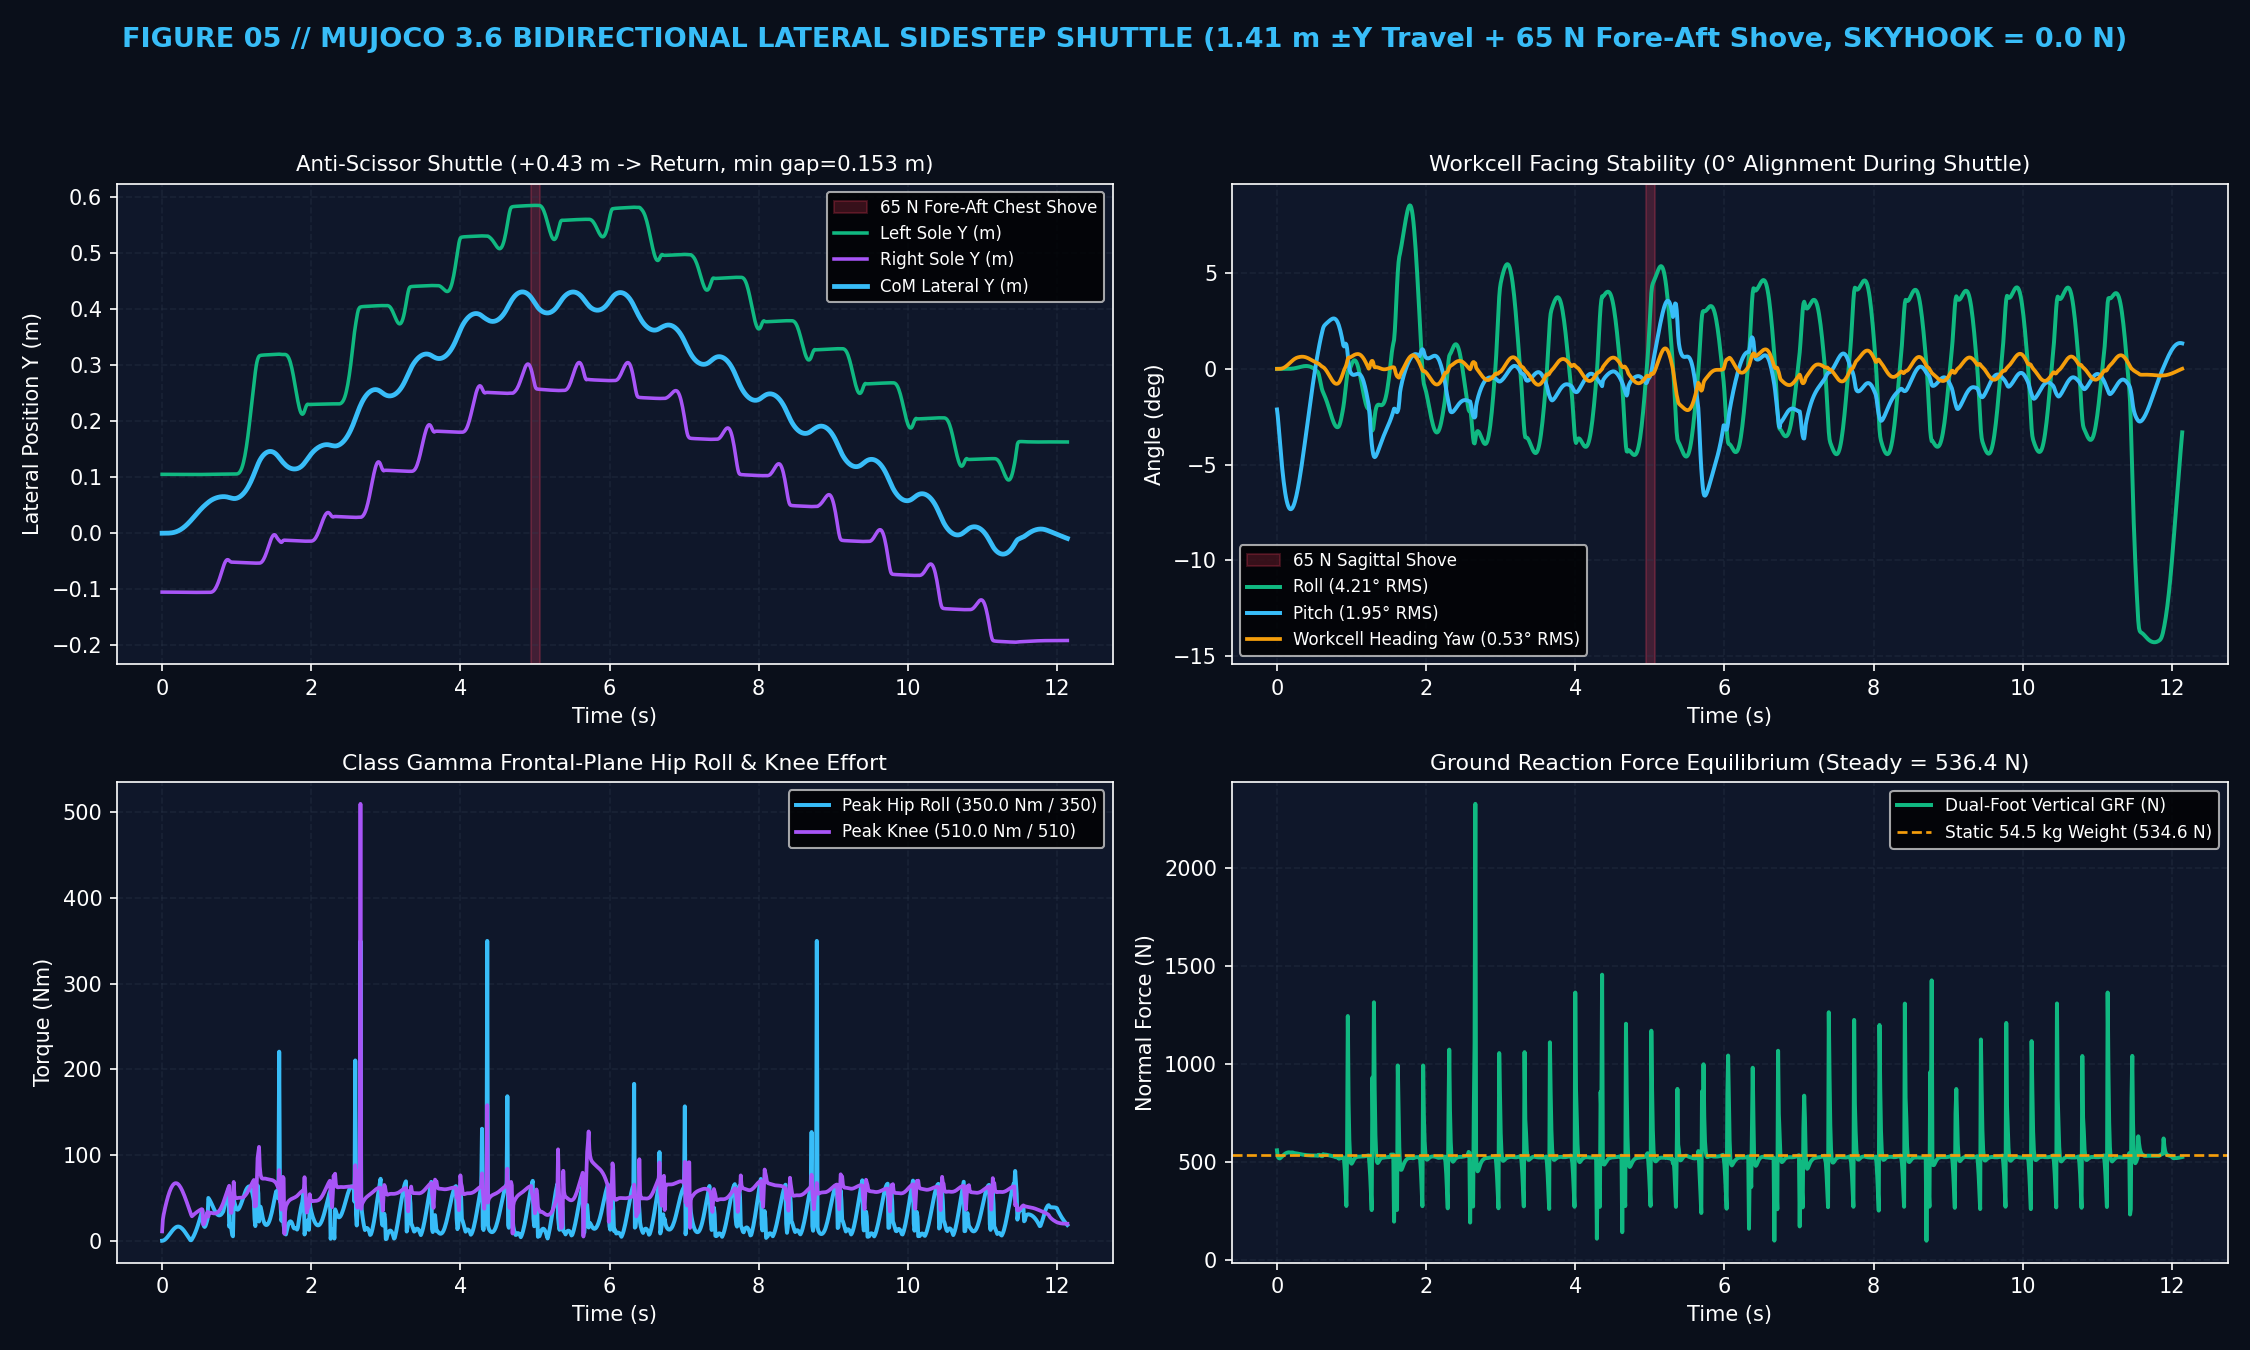 FIGURE 05 // MUJOCO 3.6 BIDIRECTIONAL LATERAL SIDESTEP SHUTTLE (1.41 m ±Y Travel + 65 N Fore-Aft Shove, SKYHOOK = 0.0 N)
Anti-Scissor Shuttle (+0.43 m -> Return, min gap=0.153 m)
65 N Fore-Aft Chest Shove
Left Sole Y (m)
Right Sole Y (m)
CoM Lateral Y (m)
Lateral Position Y (m)
0.6
0.5
0.4
0.3
0.2
0.1
0.0
−0.1
−0.2
0 2 4 6 8 10 12
Time (s)
Workcell Facing Stability (0° Alignment During Shuttle)
65 N Sagittal Shove
Roll (4.21° RMS)
Pitch (1.95° RMS)
Workcell Heading Yaw (0.53° RMS)
Angle (deg)
5
0
−5
−10
−15
0 2 4 6 8 10 12
Time (s)
Class Gamma Frontal-Plane Hip Roll & Knee Effort
Peak Hip Roll (350.0 Nm / 350)
Peak Knee (510.0 Nm / 510)
Torque (Nm)
500
400
300
200
100
0
0 2 4 6 8 10 12
Time (s)
Ground Reaction Force Equilibrium (Steady = 536.4 N)
Dual-Foot Vertical GRF (N)
Static 54.5 kg Weight (534.6 N)
Normal Force (N)
2000
1500
1000
500
0
0 2 4 6 8 10 12
Time (s)